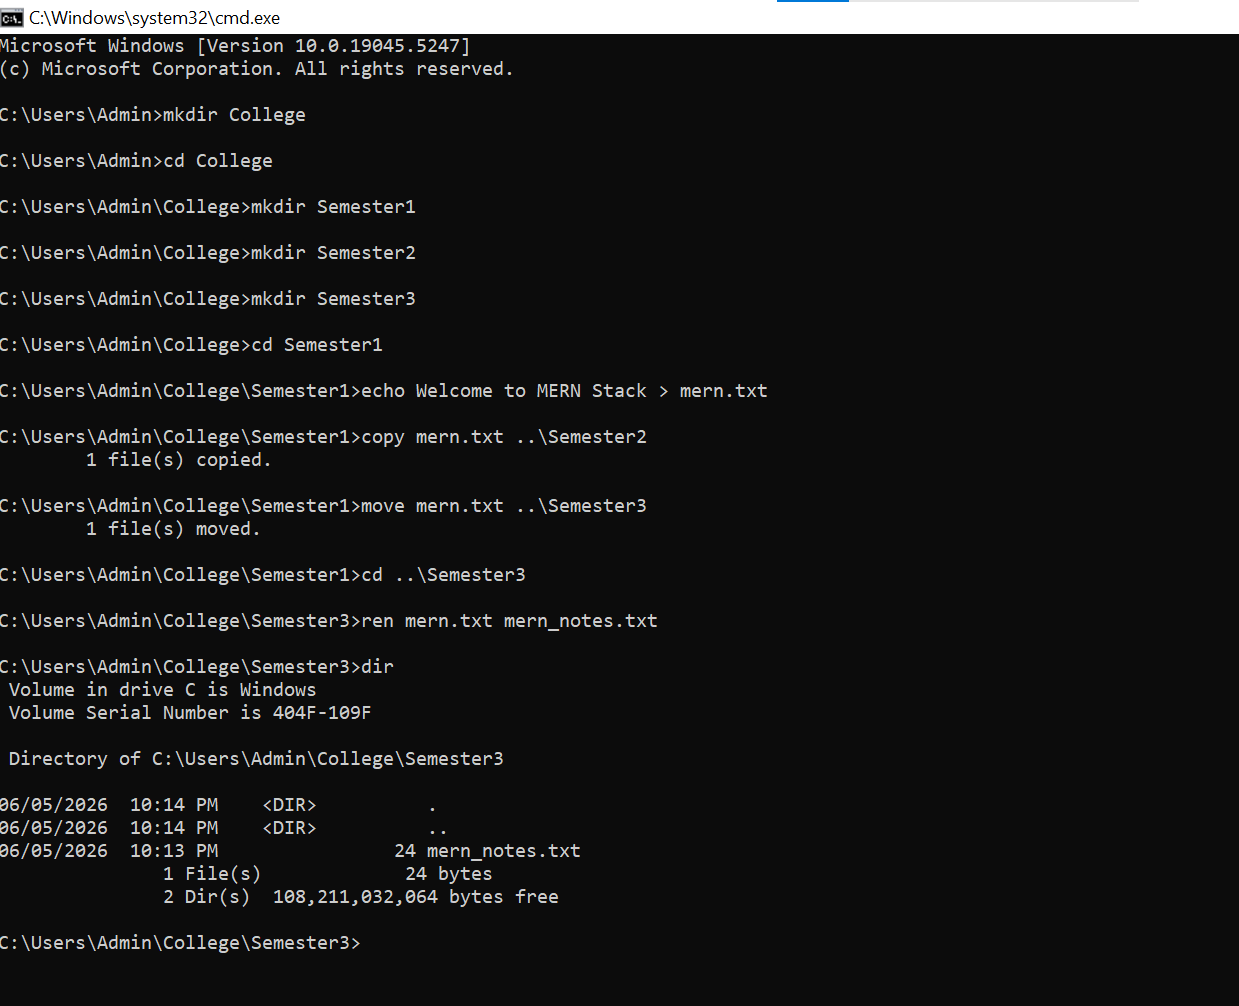 C:\Windows\system32\cmd.exe
Microsoft Windows [Version 10.0.19045.5247]
(c) Microsoft Corporation. All rights reserved.
C:\Users\Admin>mkdir College
C:\Users\Admin>cd College
C:\Users\Admin\College>mkdir Semester1
C:\Users\Admin\College>mkdir Semester2
C:\Users\Admin\College>mkdir Semester3
C:\Users\Admin\College>cd Semester1
C:\Users\Admin\College\Semester1>echo Welcome to MERN Stack > mern.txt
C:\Users\Admin\College\Semester1>copy mern.txt ..\Semester2
        1 file(s) copied.
C:\Users\Admin\College\Semester1>move mern.txt ..\Semester3
        1 file(s) moved.
C:\Users\Admin\College\Semester1>cd ..\Semester3
C:\Users\Admin\College\Semester3>ren mern.txt mern_notes.txt
C:\Users\Admin\College\Semester3>dir
 Volume in drive C is Windows
 Volume Serial Number is 404F-109F
 Directory of C:\Users\Admin\College\Semester3
06/05/2026  10:14 PM    <DIR>          .
06/05/2026  10:14 PM    <DIR>          ..
06/05/2026  10:13 PM                24 mern_notes.txt
               1 File(s)             24 bytes
               2 Dir(s)  108,211,032,064 bytes free
C:\Users\Admin\College\Semester3>